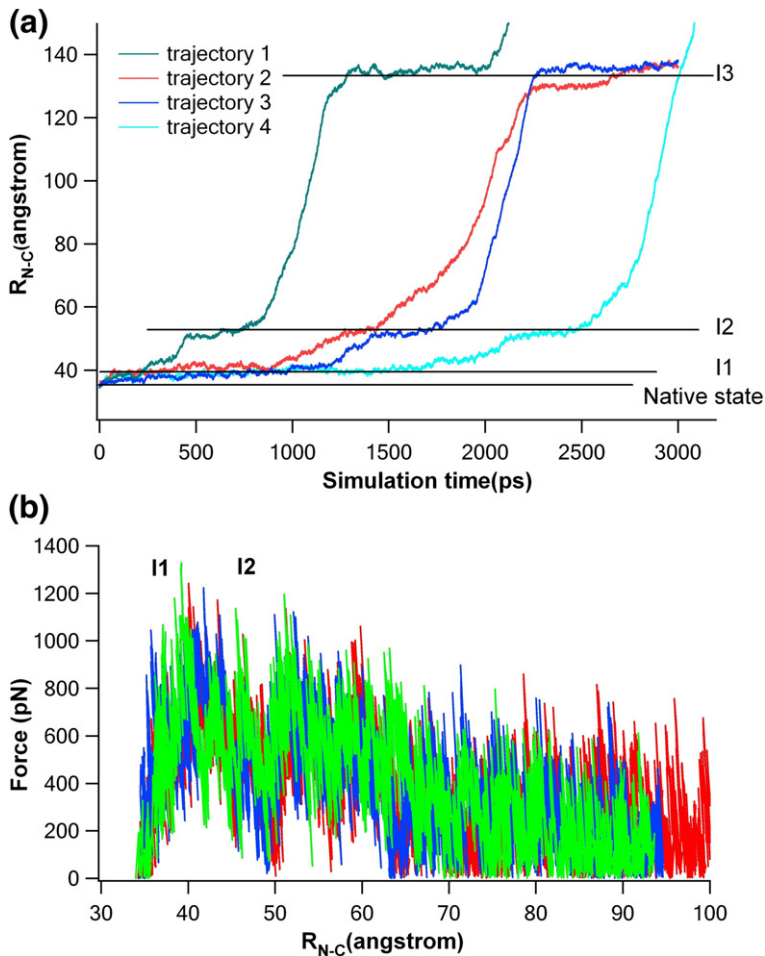 (a)
140
120
100
80
60
40
R N-C(angstrom)
trajectory 1
trajectory 2
trajectory 3
trajectory 4
I3
I2
I1
Native state
0 500 1000 1500 2000 2500 3000
Simulation time(ps)
(b)
1400
1200
1000
800
600
400
200
0
Force (pN)
I1 I2
30 40 50 60 70 80 90 100
R N-C(angstrom)